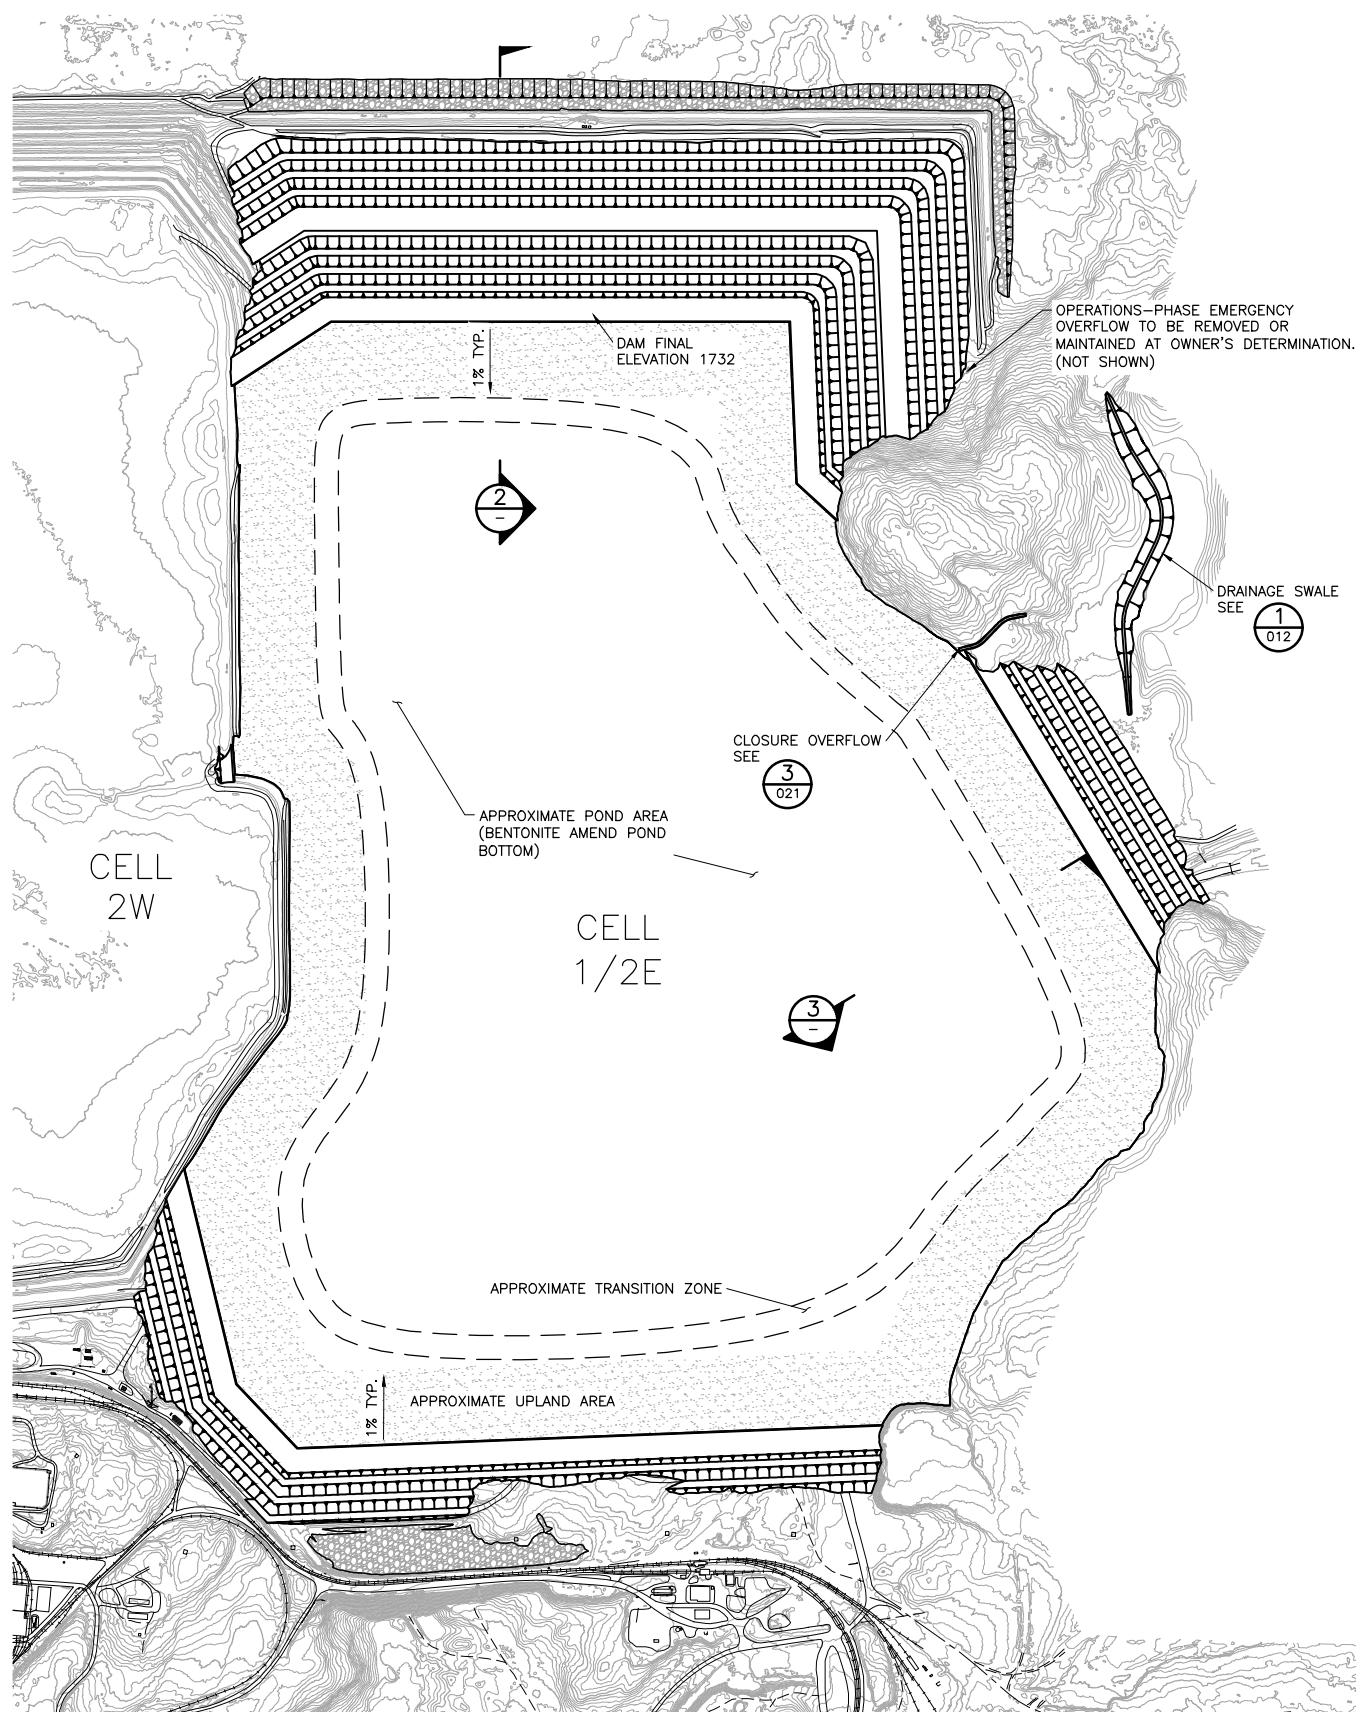 OPERATIONS–PHASE EMERGENCY
OVERFLOW TO BE REMOVED OR
MAINTAINED AT OWNER'S DETERMINATION.
(NOT SHOWN)
1% TYP.
DAM FINAL
ELEVATION 1732
2
–
DRAINAGE SWALE
SEE
1
012
CLOSURE OVERFLOW
SEE
3
021
APPROXIMATE POND AREA
(BENTONITE AMEND POND
BOTTOM)
CELL
2W
CELL
1/2E
3
–
APPROXIMATE TRANSITION ZONE
1% TYP.
APPROXIMATE UPLAND AREA